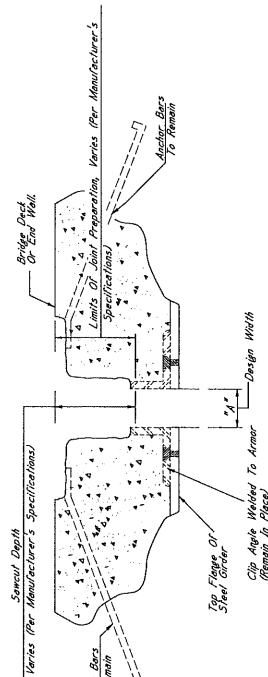 Sawcut Depth
Varies (Per Manufacturer's Specifications)
Bridge Deck
Or End Wall.
Limits Of Joint Preparation, Varies (Per Manufacturer's
Specifications)
Anchor Bars
To Remain
Bars
main
Top Flange Of
Steel Girder
Clip Angle Welded To Armor
(Remain In Place)
"A"
Design Width